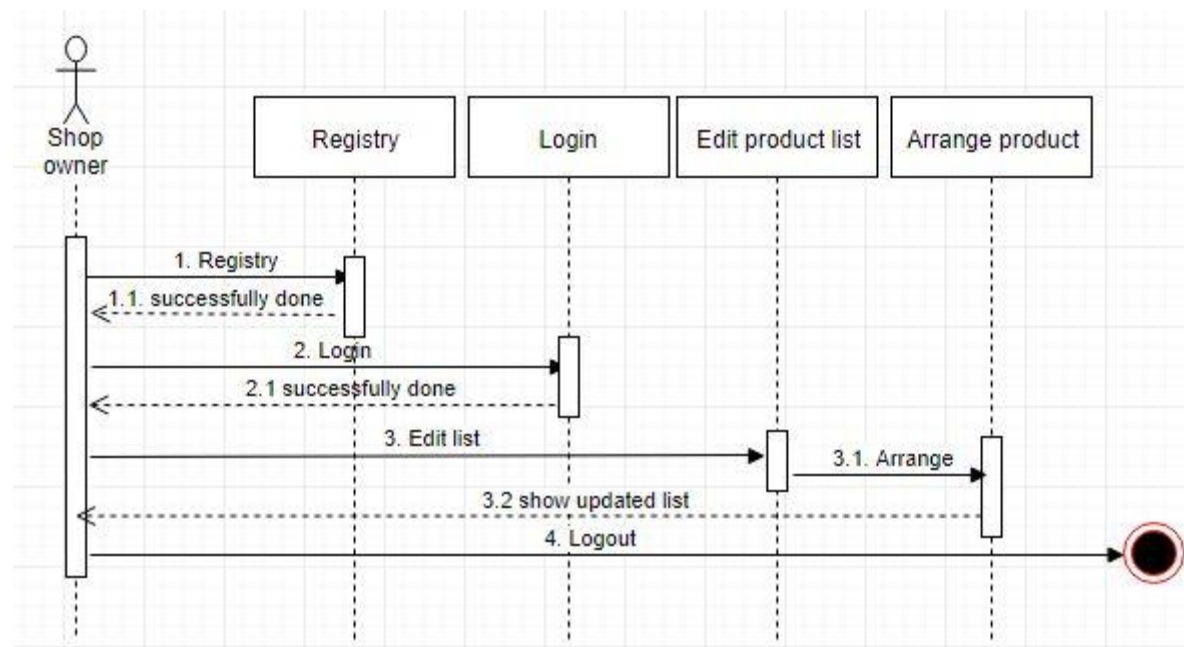 Shop
owner
Registry
Login
Edit product list
Arrange product
1. Registry
1.1. successfully done
2. Login
2.1 successfully done
3. Edit list
3.1. Arrange
3.2 show updated list
4. Logout